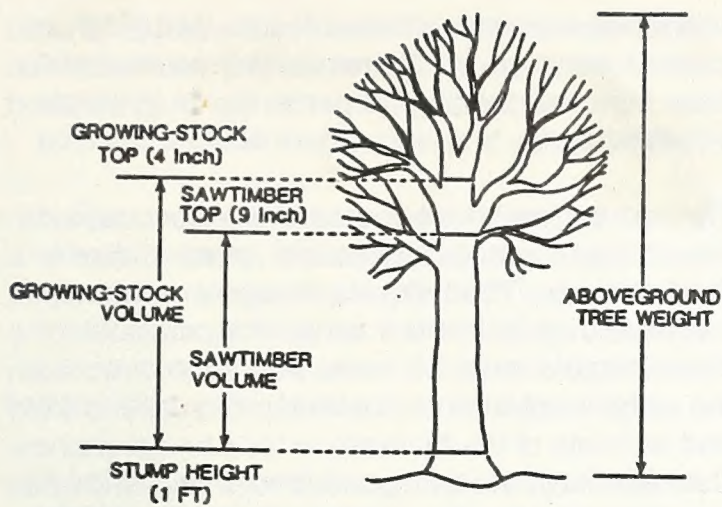 GROWING-STOCK
TOP (4 Inch)
SAWTIMBER
TOP (9 Inch)
GROWING-STOCK
VOLUME
SAWTIMBER
VOLUME
STUMP HEIGHT
(1 FT)
ABOVEGROUND
TREE WEIGHT